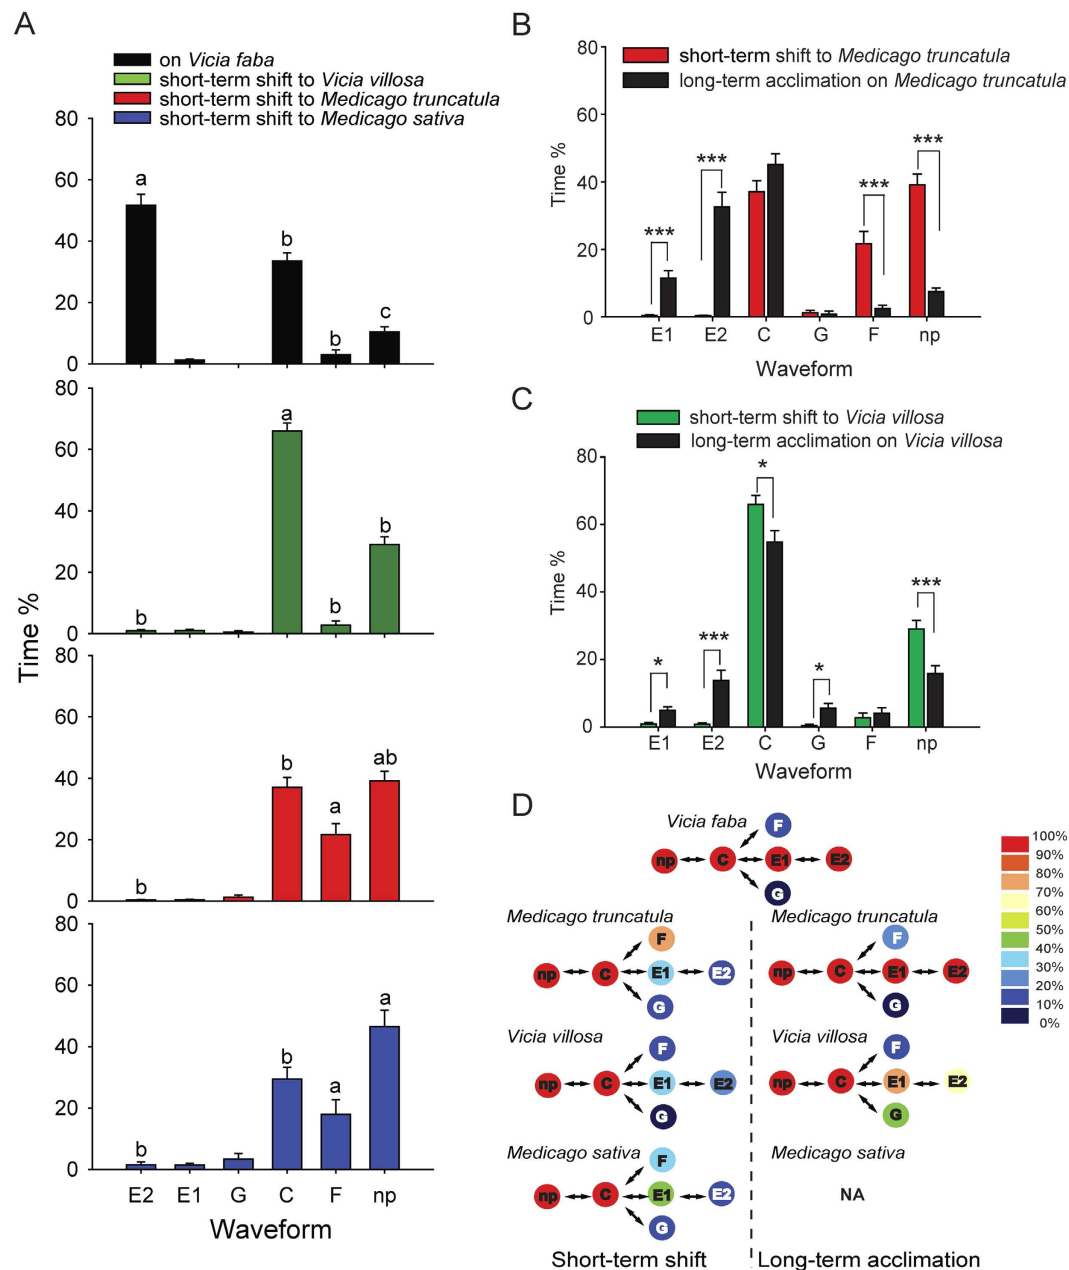 A
on Vicia faba
short-term shift to Vicia villosa
short-term shift to Medicago truncatula
short-term shift to Medicago sativa
80
60
40
20
0
a
b
b
c
80
60
40
20
0
b
a
b
b
80
60
40
20
0
b
b
a
ab
80
60
40
20
0
b
b
a
a
Time %
E2 E1 G C F np
Waveform
B
short-term shift to Medicago truncatula
long-term acclimation on Medicago truncatula
80
60
40
20
0
Time %
*** *** *** ***
E1 E2 C G F np
Waveform
C
short-term shift to Vicia villosa
long-term acclimation on Vicia villosa
80
60
40
20
0
Time %
* *** * * ***
E1 E2 C G F np
Waveform
D
Vicia faba
F
np C E1 E2
G
100%
90%
80%
70%
60%
50%
40%
30%
20%
10%
0%
Medicago truncatula
F
np C E1 E2
G
Medicago truncatula
F
np C E1 E2
G
Vicia villosa
F
np C E1 E2
G
Vicia villosa
F
np C E1 E2
G
Medicago sativa
F
np C E1 E2
G
Medicago sativa
NA
Short-term shift
Long-term acclimation